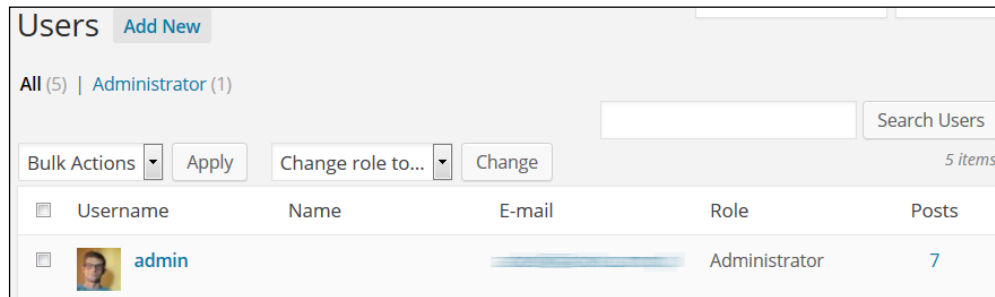 Users Add New
All (5) | Administrator (1)
Search Users
Bulk Actions Apply Change role to... Change 5 items
Username Name E-mail Role Posts
admin Administrator 7